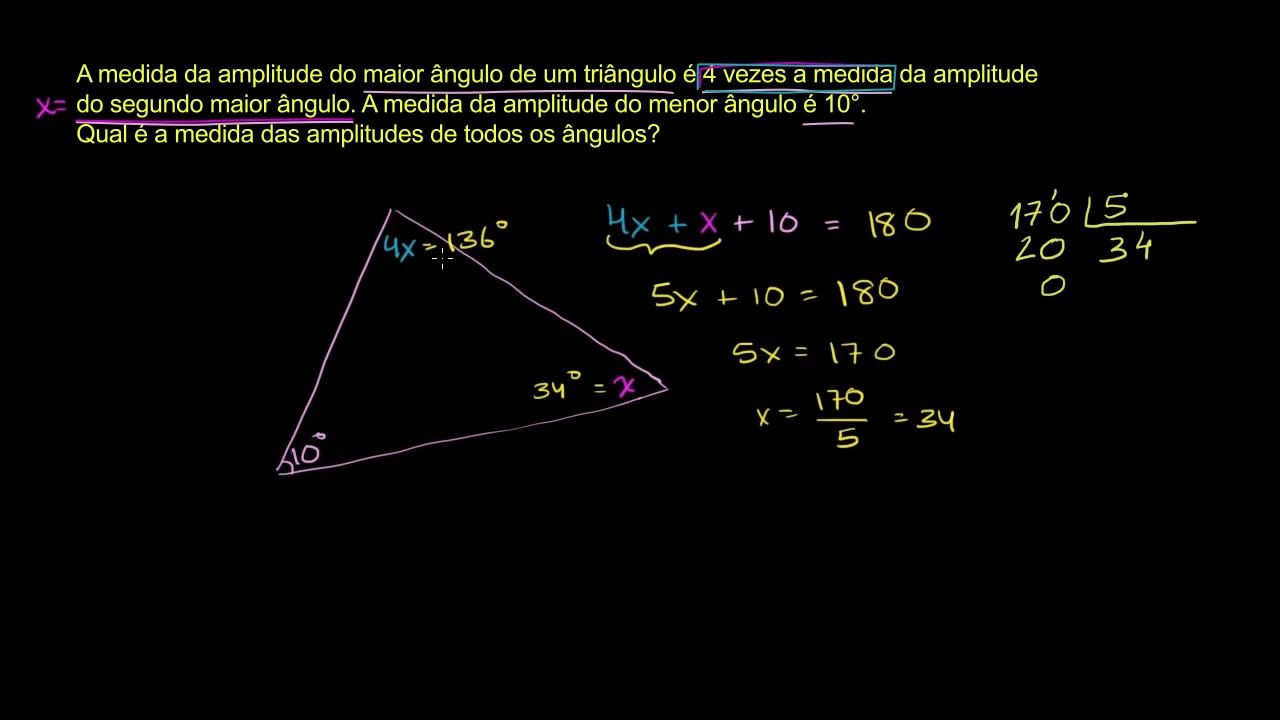 A medida da amplitude do maior ângulo de um triângulo é 4 vezes a medida da amplitude
x= do segundo maior ângulo. A medida da amplitude do menor ângulo é 10°.
Qual é a medida das amplitudes de todos os ângulos?
4x = 136°
34° = x
10°
4x + x + 10 = 180
5x + 10 = 180
5x = 170
x = 170/5 = 34
170 5
20 34
0